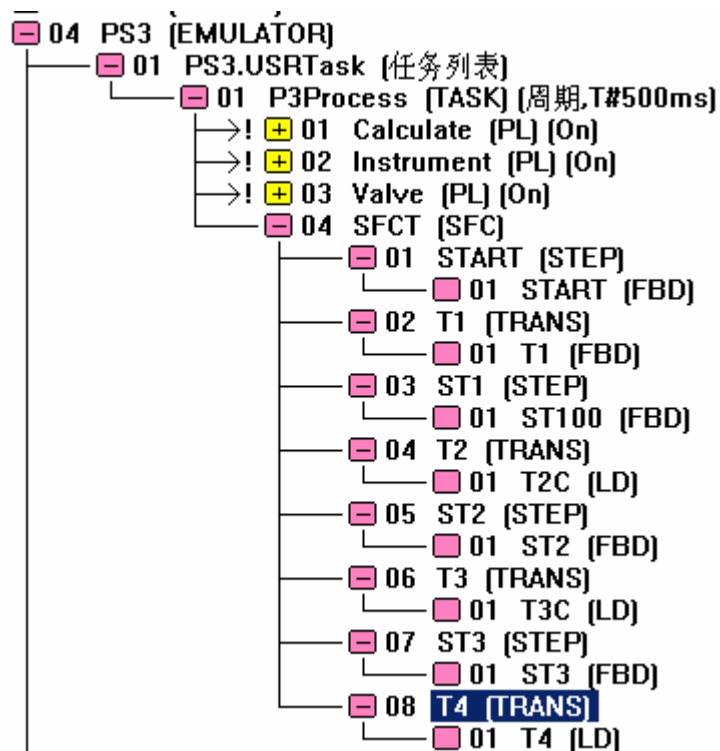 04 PS3 (EMULATOR)
01 PS3.USRTask (任务列表)
01 P3Process (TASK) (周期,T#500ms)
! 01 Calculate (PL) (On)
! 02 Instrument (PL) (On)
! 03 Valve (PL) (On)
04 SFCT (SFC)
01 START (STEP)
01 START (FBD)
02 T1 (TRANS)
01 T1 (FBD)
03 ST1 (STEP)
01 ST100 (FBD)
04 T2 (TRANS)
01 T2C (LD)
05 ST2 (STEP)
01 ST2 (FBD)
06 T3 (TRANS)
01 T3C (LD)
07 ST3 (STEP)
01 ST3 (FBD)
08 T4 (TRANS)
01 T4 (LD)